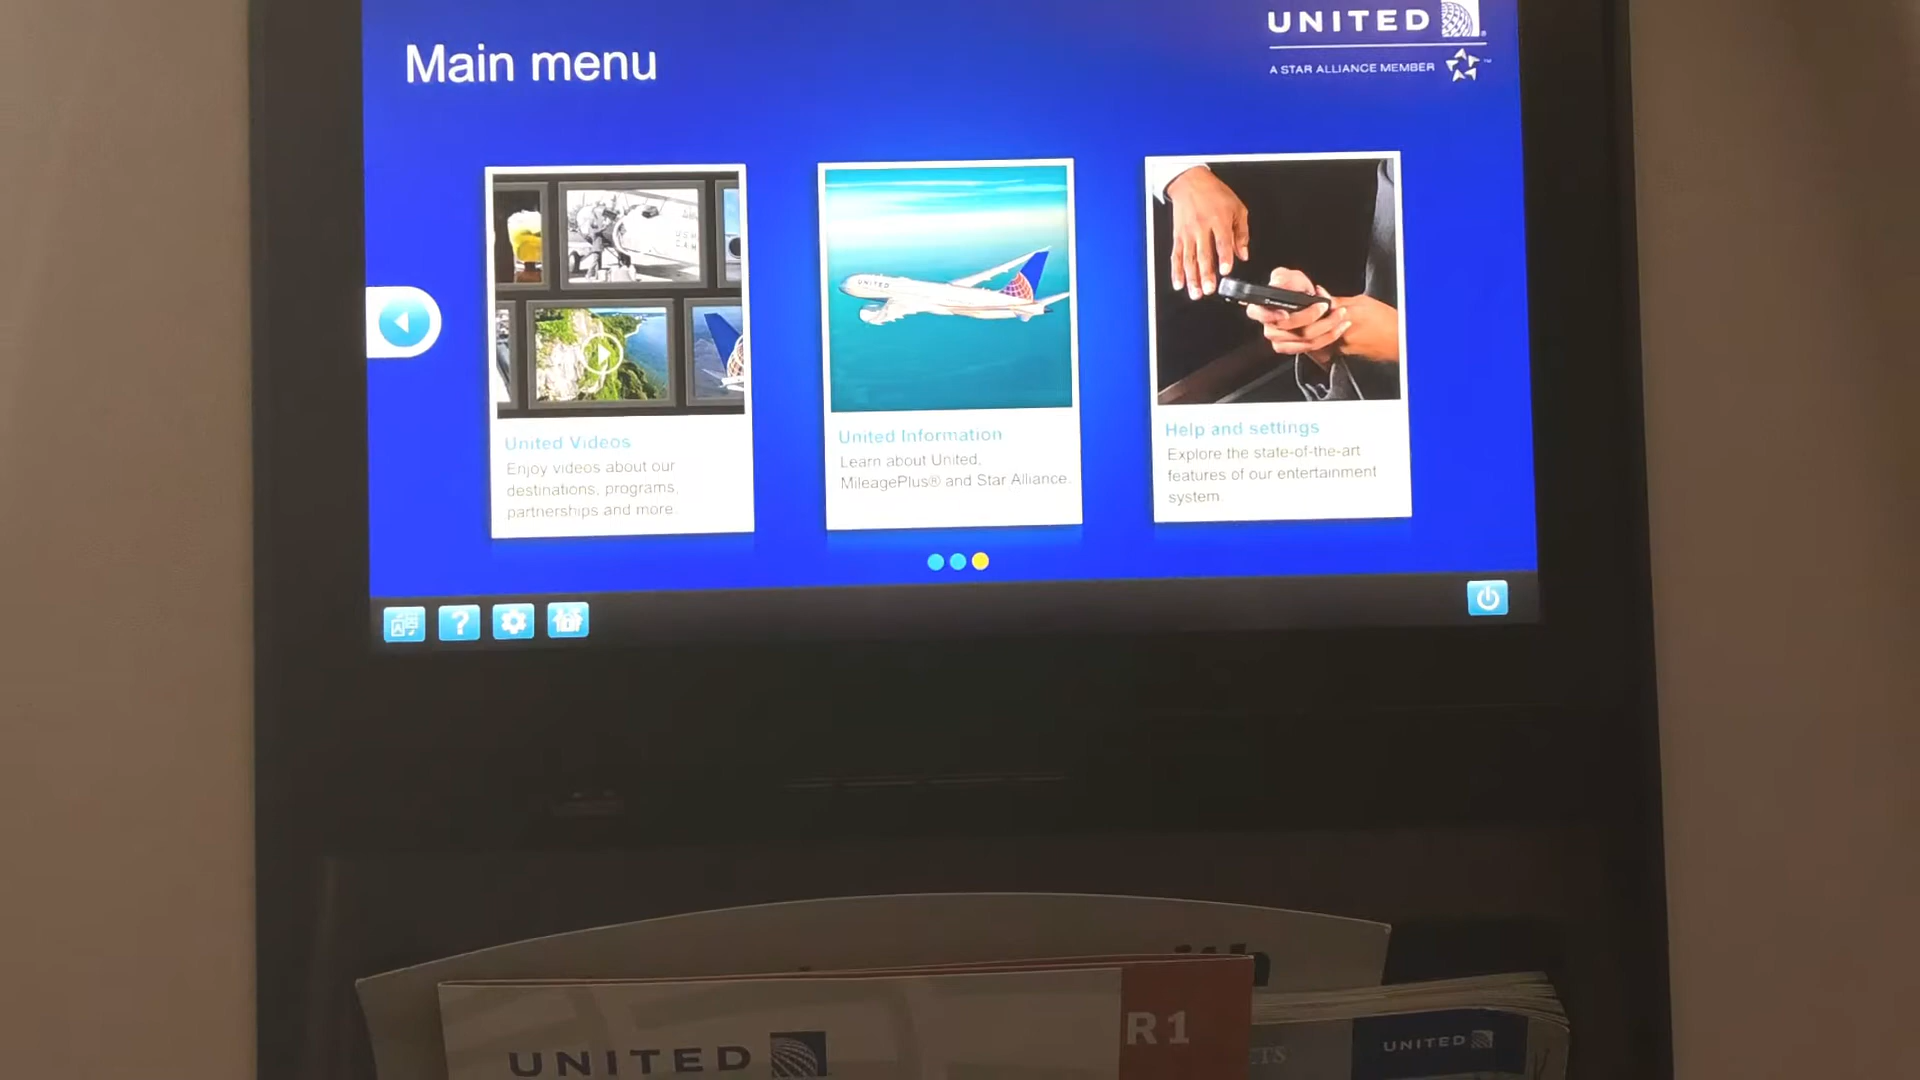 Main menu
UNITED
A STAR ALLIANCE MEMBER
UNITED
United Videos
Enjoy videos about our
destinations, programs,
partnerships and more.
United Information
Learn about United,
MileagePlus® and Star Alliance.
Help and settings
Explore the state-of-the-art
features of our entertainment
system
?
R1
UNITED
UNITED